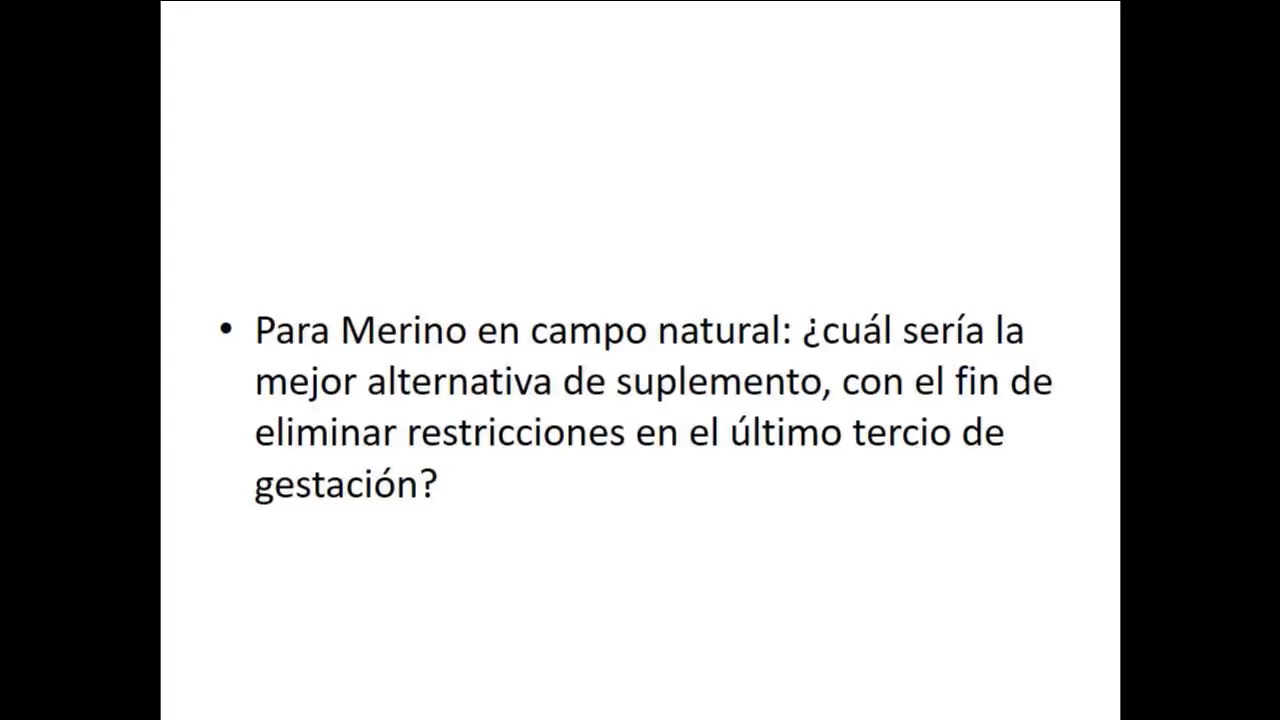 • Para Merino en campo natural: ¿cuál sería la
mejor alternativa de suplemento, con el fin de
eliminar restricciones en el último tercio de
gestación?